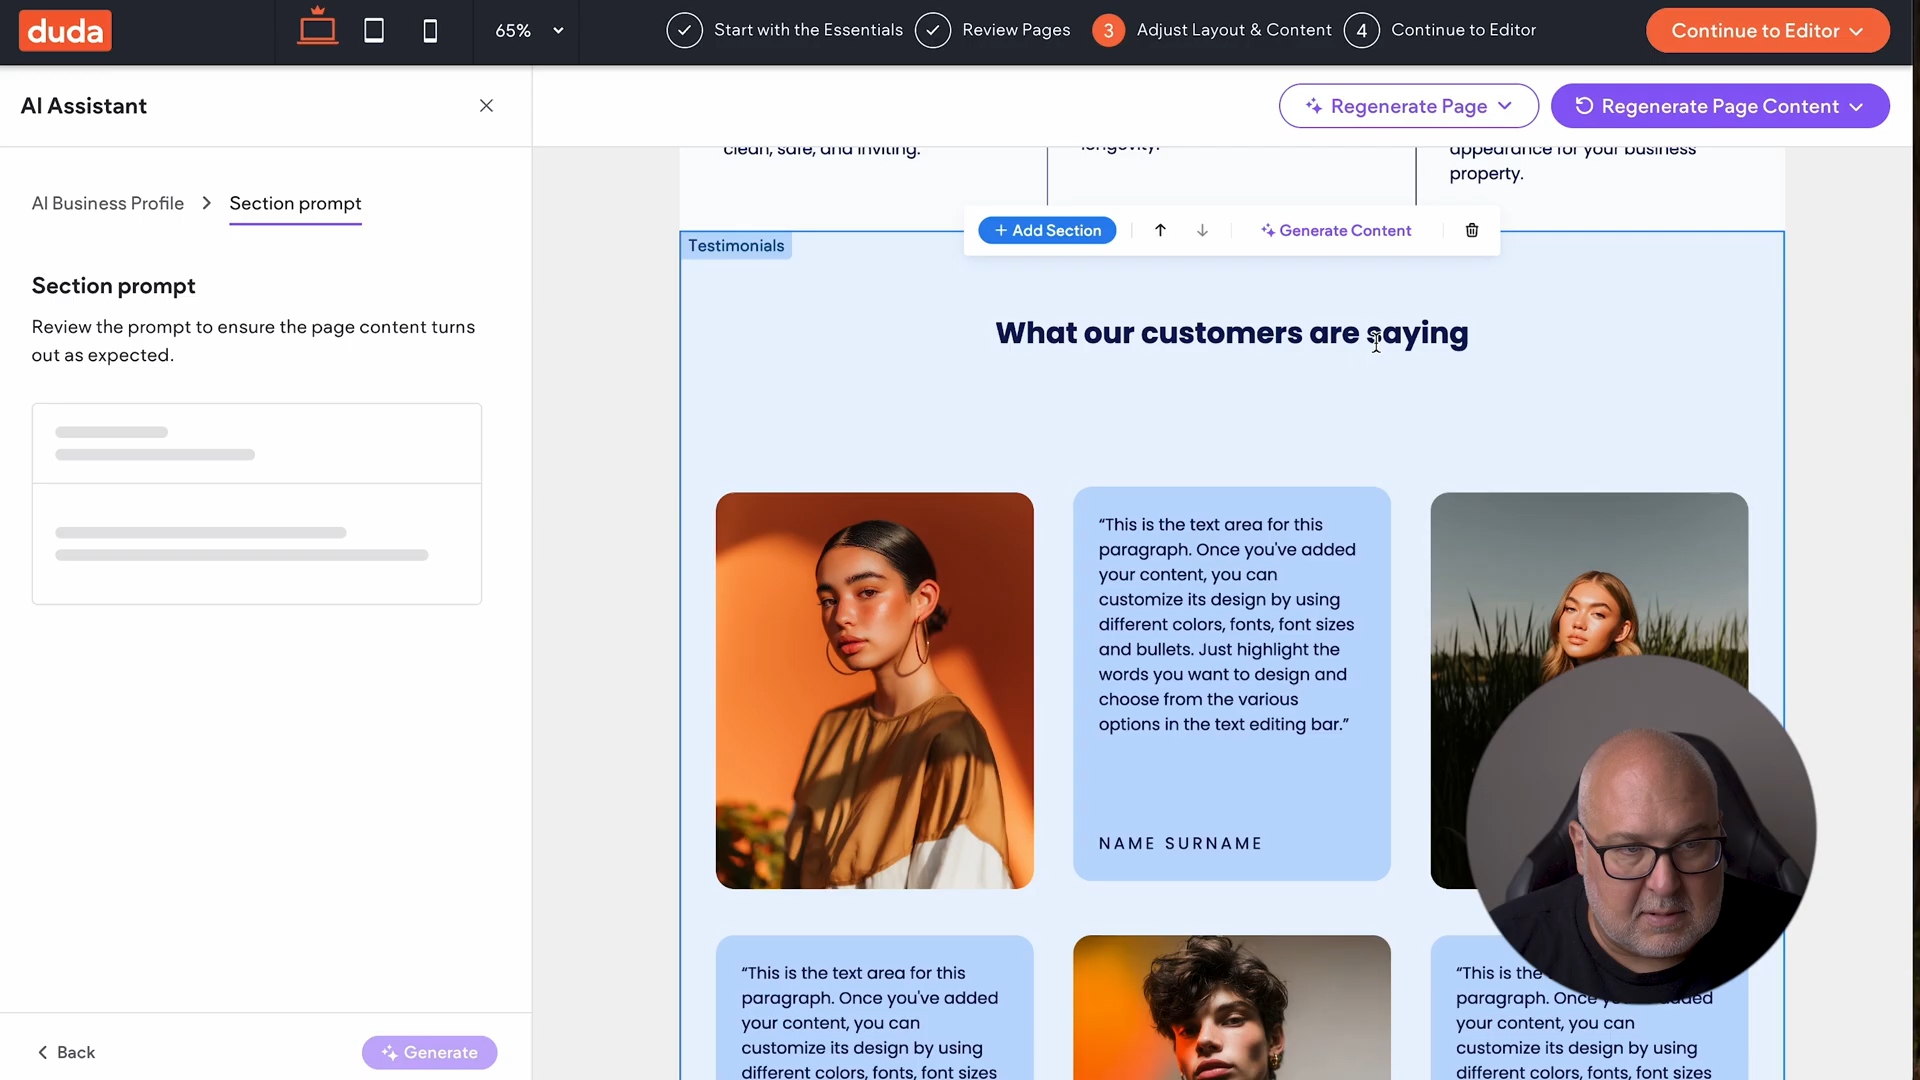 duda
65%
Start with the Essentials
Review Pages
3 Adjust Layout & Content
4 Continue to Editor
Continue to Editor
AI Assistant
Regenerate Page
Regenerate Page Content
AI Business Profile
Section prompt
Section prompt
Review the prompt to ensure the page content turns
out as expected.
Back
Generate
clean, safe, and inviting.
longevity.
appearance for your business
property.
+ Add Section
Generate Content
Testimonials
What our customers are saying
“This is the text area for this
paragraph. Once you've added
your content, you can
customize its design by using
different colors, fonts, font sizes
and bullets. Just highlight the
words you want to design and
choose from the various
options in the text editing bar.”
NAME SURNAME
“This is the text area for this
paragraph. Once you've added
your content, you can
customize its design by using
different colors, fonts, font sizes
“This is the
paragraph. Once
your content, you can
customize its design by using
different colors, fonts, font sizes